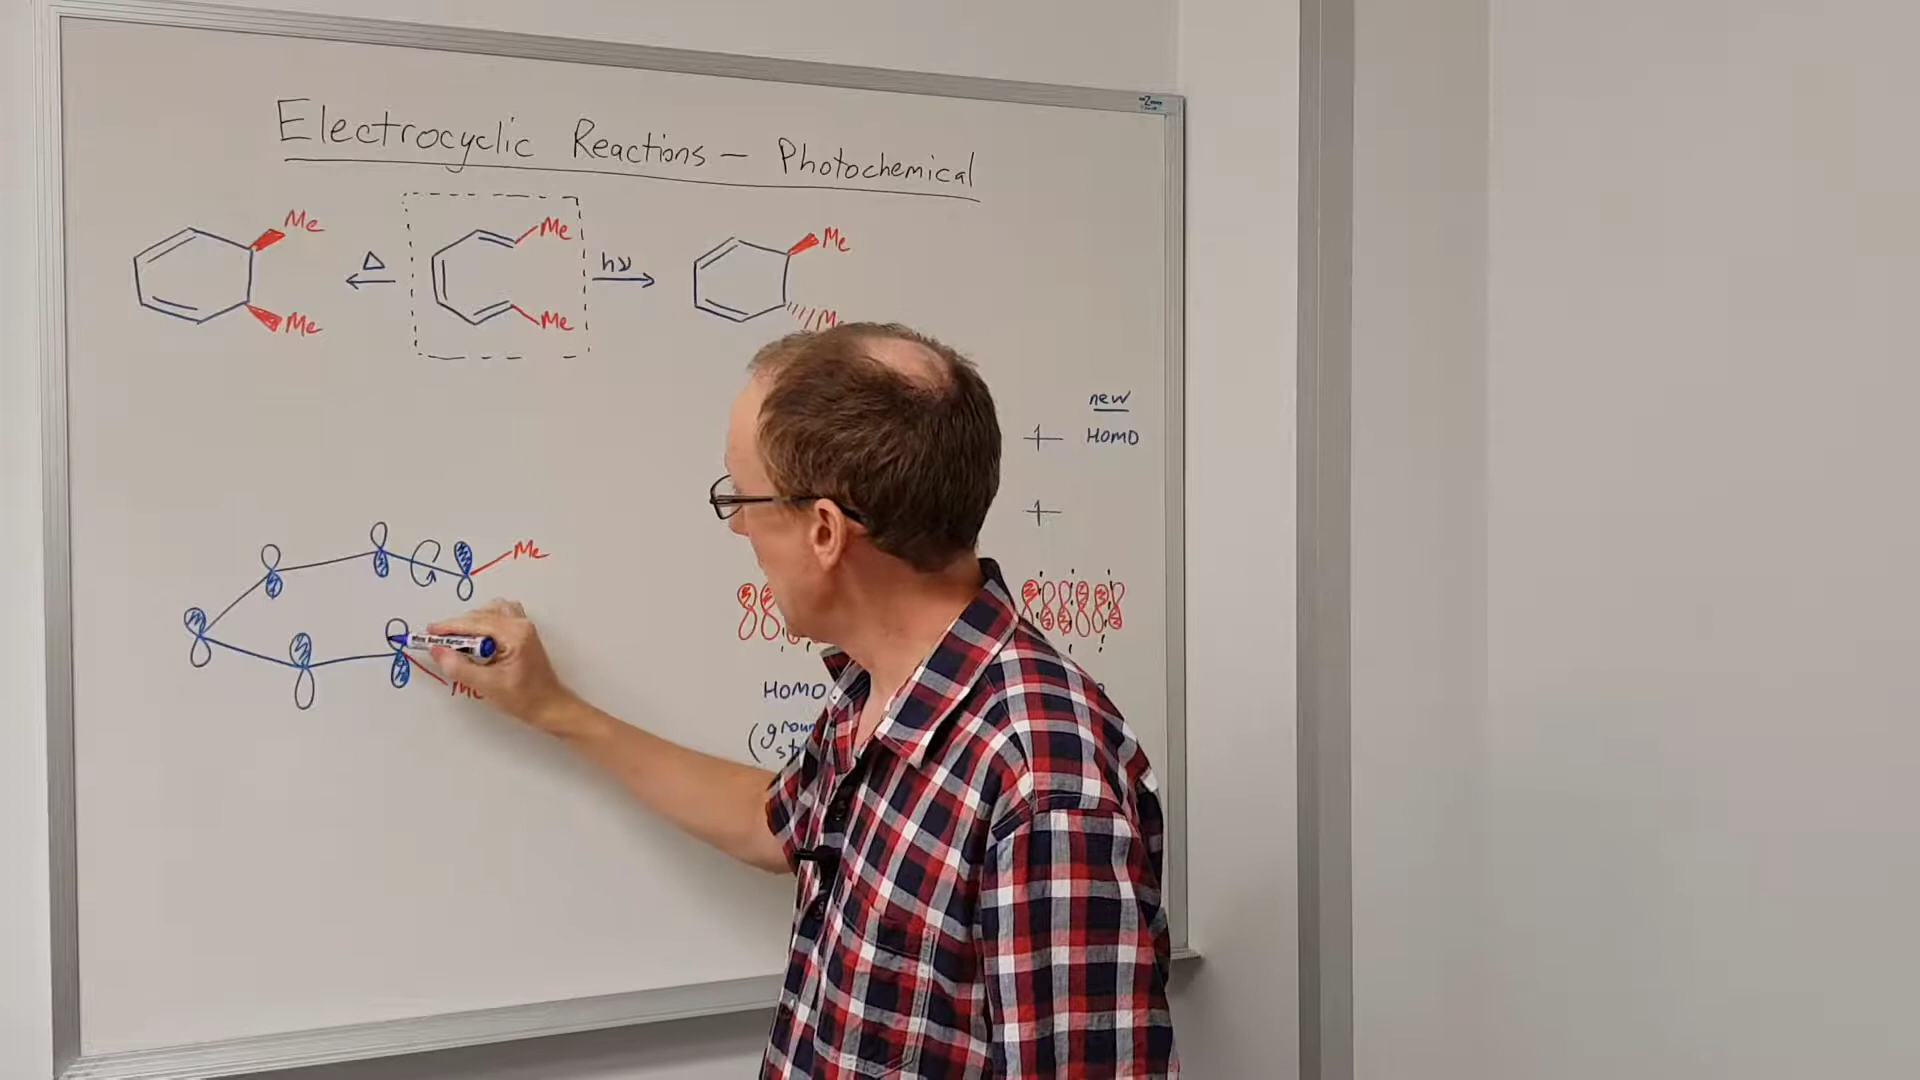 Electrocyclic Reactions — Photochemical
Me
Me
Δ
Me
Me
hν
Me
new
HOMO
Me
HOMO